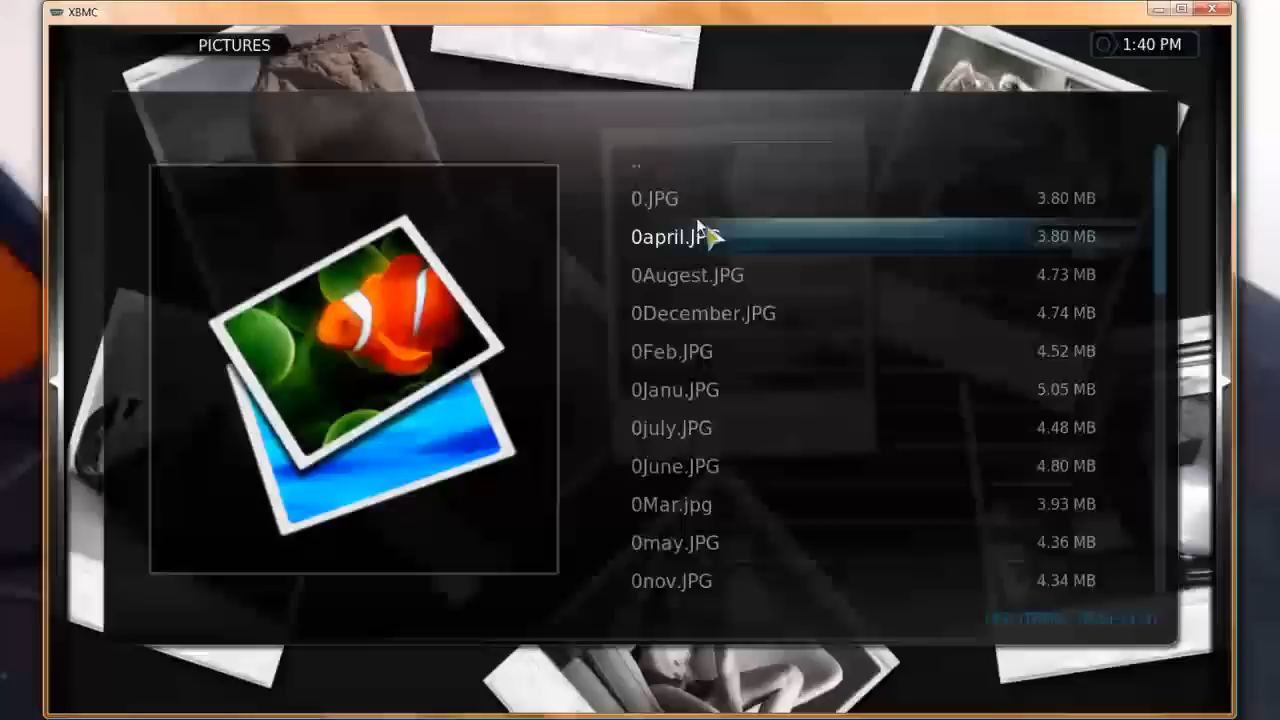 XBMC
PICTURES
1:40 PM
..
0.JPG 3.80 MB
0april.JPG 3.80 MB
0Augest.JPG 4.73 MB
0December.JPG 4.74 MB
0Feb.JPG 4.52 MB
0Janu.JPG 5.05 MB
0july.JPG 4.48 MB
0June.JPG 4.80 MB
0Mar.jpg 3.93 MB
0may.JPG 4.36 MB
0nov.JPG 4.34 MB